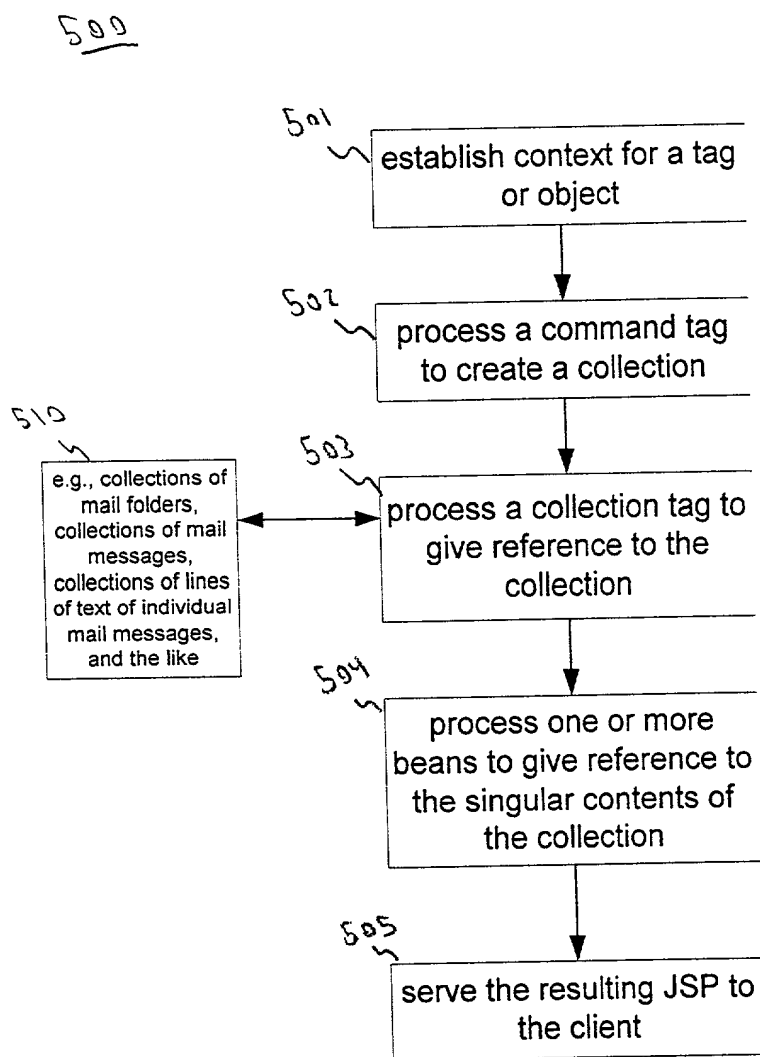 500
501
establish context for a tag
or object
502
process a command tag
to create a collection
510
e.g., collections of
mail folders,
collections of mail
messages,
collections of lines
of text of individual
mail messages,
and the like
503
process a collection tag to
give reference to the
collection
504
process one or more
beans to give reference to
the singular contents of
the collection
505
serve the resulting JSP to
the client